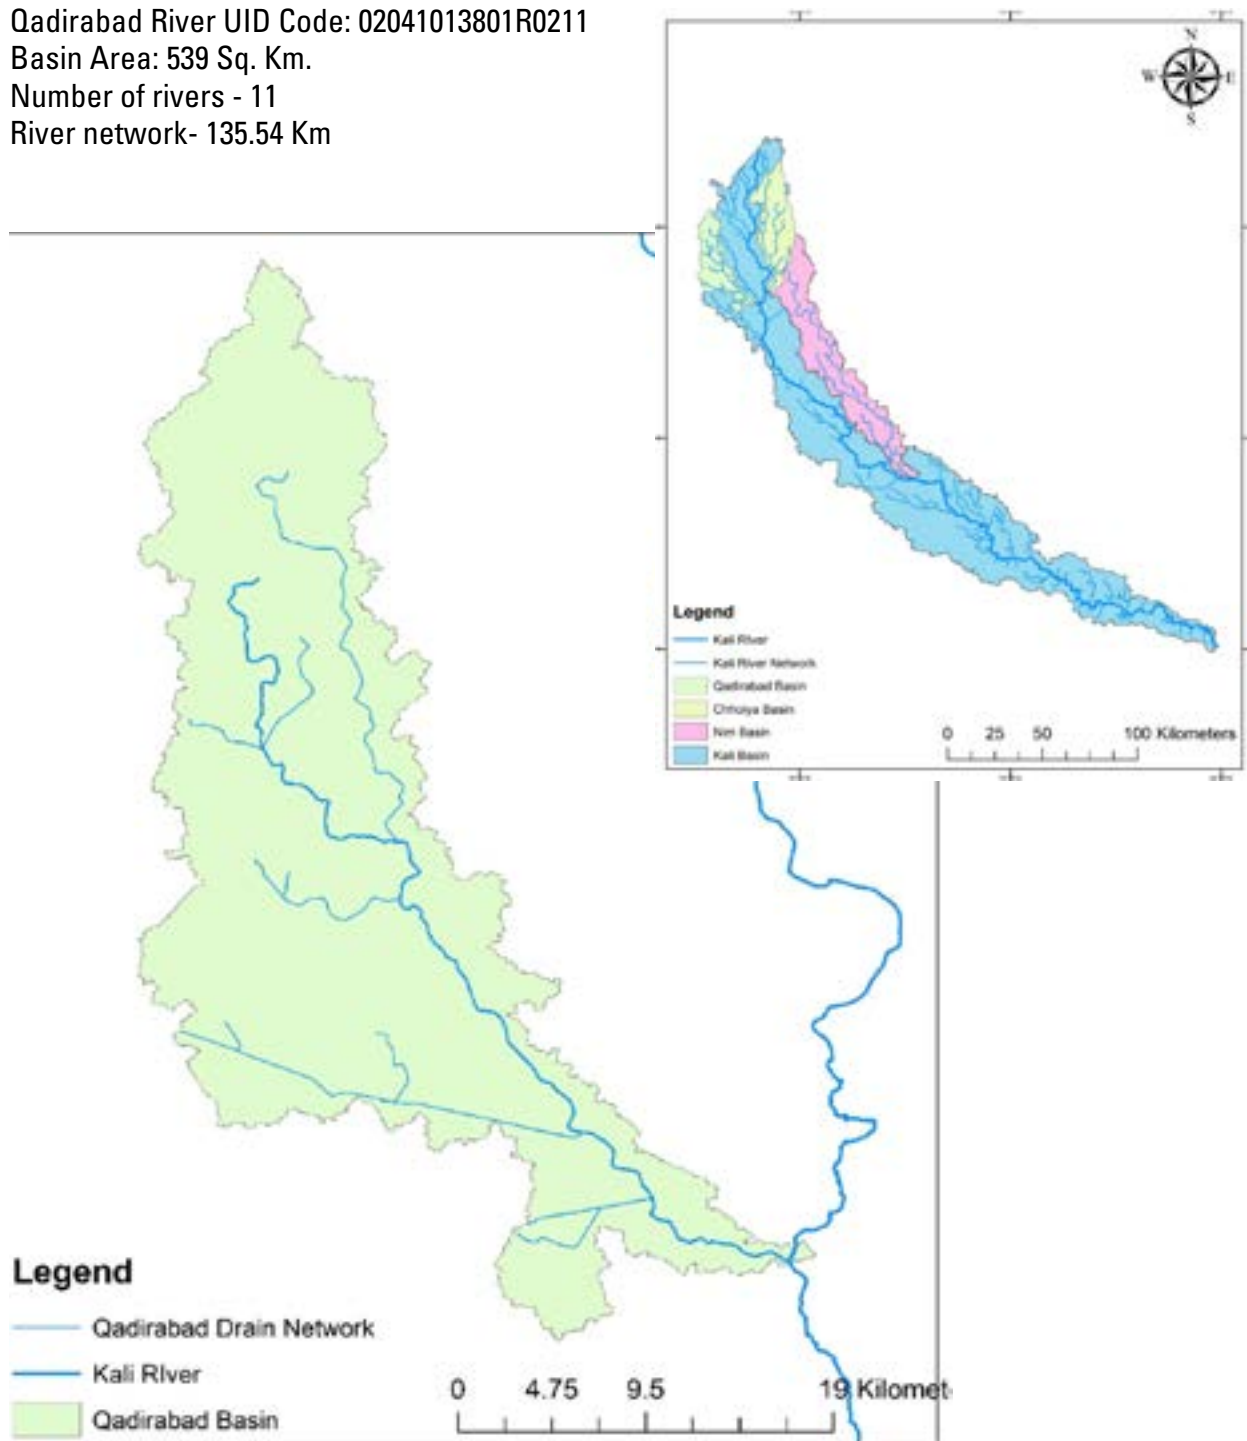 Qadirabad River UID Code: 02041013801R0211
Basin Area: 539 Sq. Km.
Number of rivers - 11
River network- 135.54 Km
N
W E
S
Legend
Kali River
Kali River Network
Qadirabad Basin
Chhoiya Basin
Nim Basin
Kali Basin
0 25 50 100 Kilometers
Legend
Qadirabad Drain Network
Kali RIver
Qadirabad Basin
0 4.75 9.5 19 Kilomet